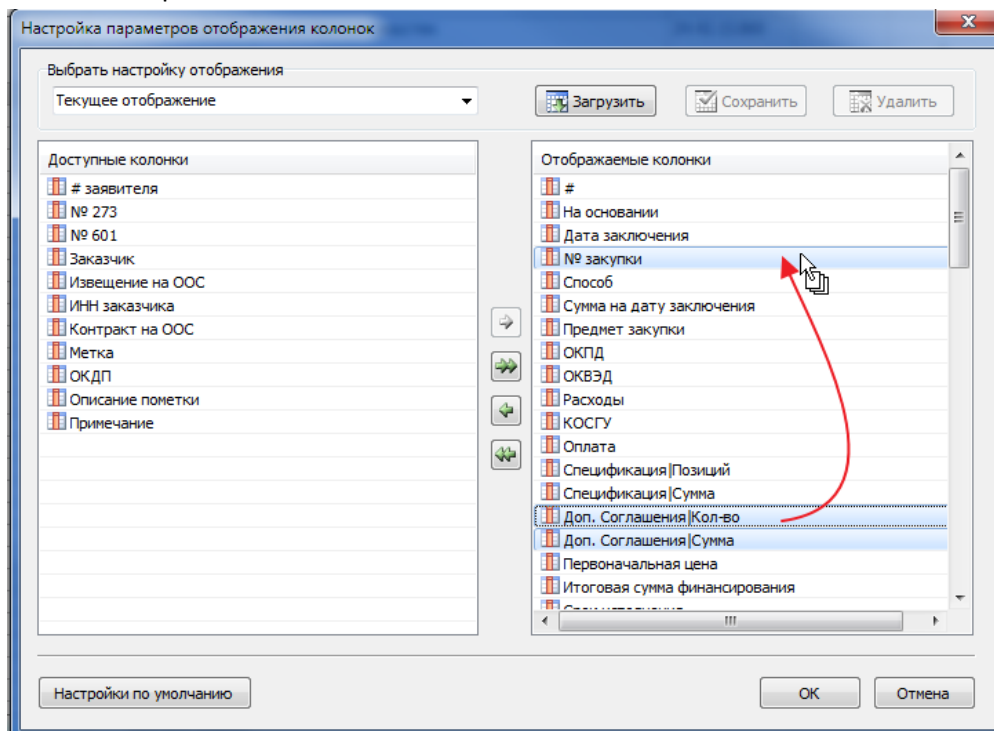 Настройка параметров отображения колонок
Выбрать настройку отображения
Текущее отображение
Загрузить
Сохранить
Удалить
Доступные колонки
# заявителя
№ 273
№ 601
Заказчик
Извещение на ООС
ИНН заказчика
Контракт на ООС
Метка
ОКДП
Описание пометки
Примечание
Отображаемые колонки
#
На основании
Дата заключения
№ закупки
Способ
Сумма на дату заключения
Предмет закупки
ОКПД
ОКВЭД
Расходы
КОСГУ
Оплата
Спецификация|Позиций
Спецификация|Сумма
Доп. Соглашения|Кол-во
Доп. Соглашения|Сумма
Первоначальная цена
Итоговая сумма финансирования
Настройки по умолчанию
ОК
Отмена